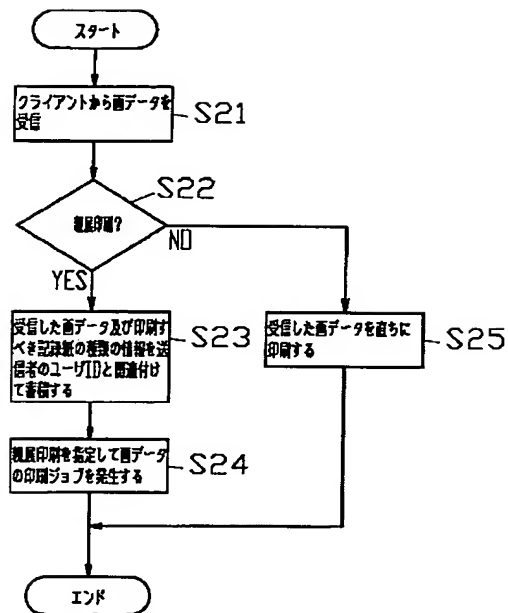 スタート
クライアントから画データを
受信
S21
S22
親展印刷?
NO
YES
受信した画データ及び印刷す
べき記録紙の種類の情報を送
信者のユーザIDと関連付け
て蓄積する
S23
受信した画データを直ちに
印刷する
S25
親展印刷を指定して画データ
の印刷ジョブを発生する
S24
エンド